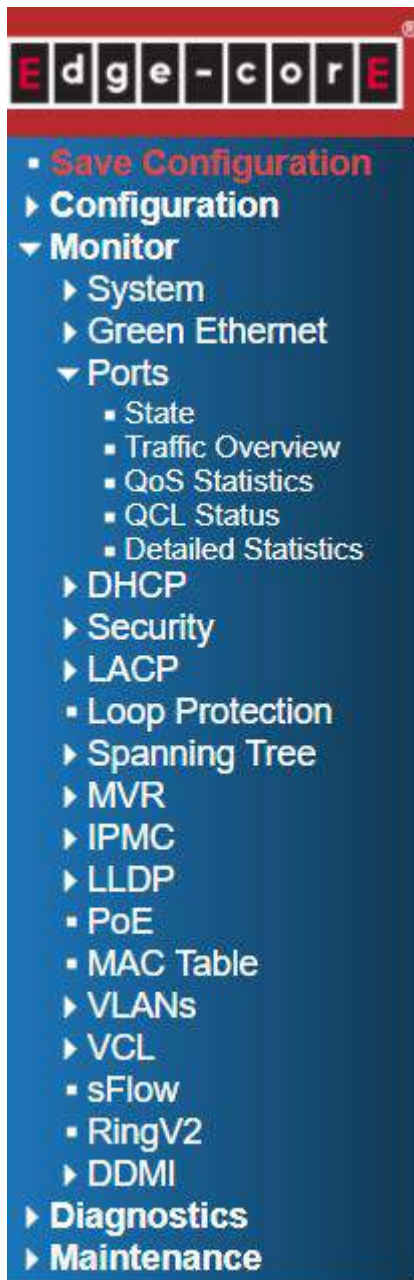 Edge-corE®
Save Configuration
Configuration
Monitor
System
Green Ethernet
Ports
State
Traffic Overview
QoS Statistics
QCL Status
Detailed Statistics
DHCP
Security
LACP
Loop Protection
Spanning Tree
MVR
IPMC
LLDP
PoE
MAC Table
VLANs
VCL
sFlow
RingV2
DDMI
Diagnostics
Maintenance